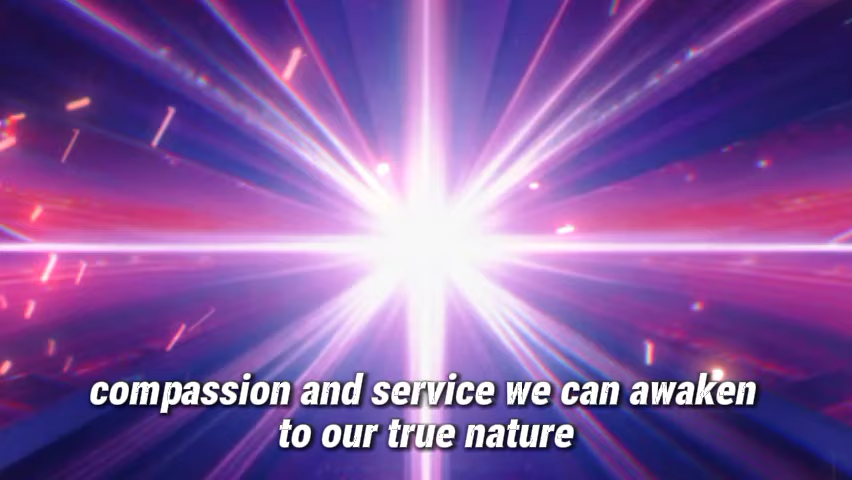 compassion and service we can awaken
to our true nature